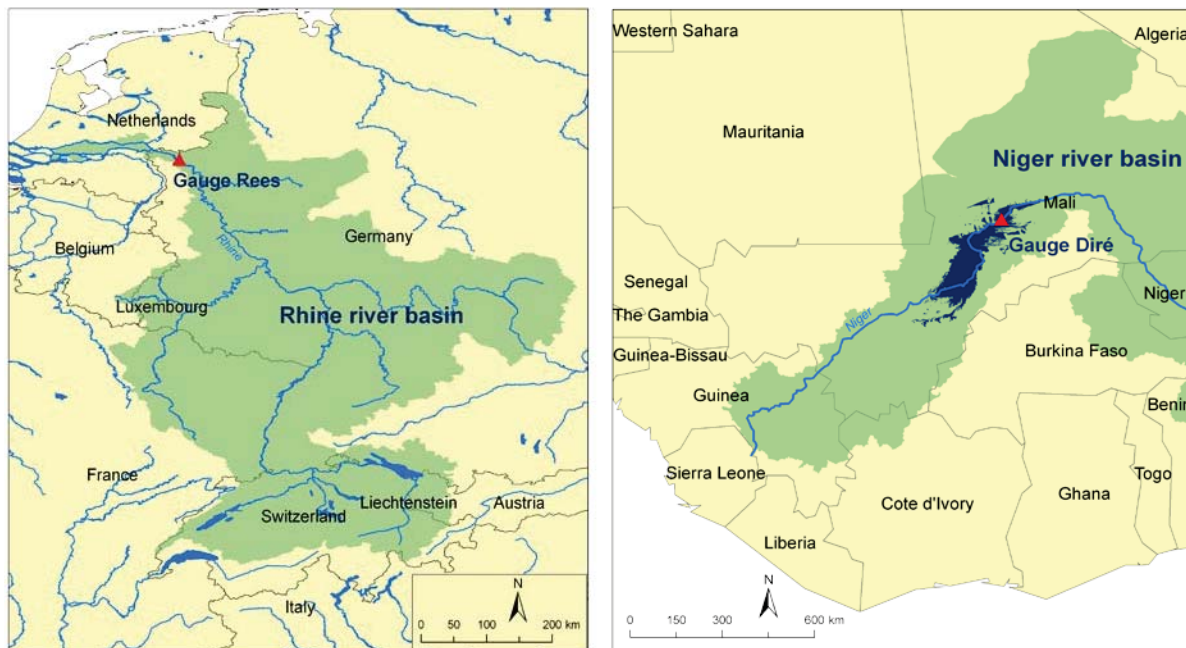 Netherlands
Gauge Rees
Belgium
Rhine
Germany
Luxembourg
Rhine river basin
France
Liechtenstein
Austria
Switzerland
Italy
N
0 50 100 200 km
Western Sahara
Algeria
Mauritania
Niger river basin
Mali
Gauge Diré
Senegal
Niger
The Gambia
Niger
Guinea-Bissau
Burkina Faso
Guinea
Benin
Sierra Leone
Togo
Ghana
Cote d'Ivory
Liberia
N
0 150 300 600 km